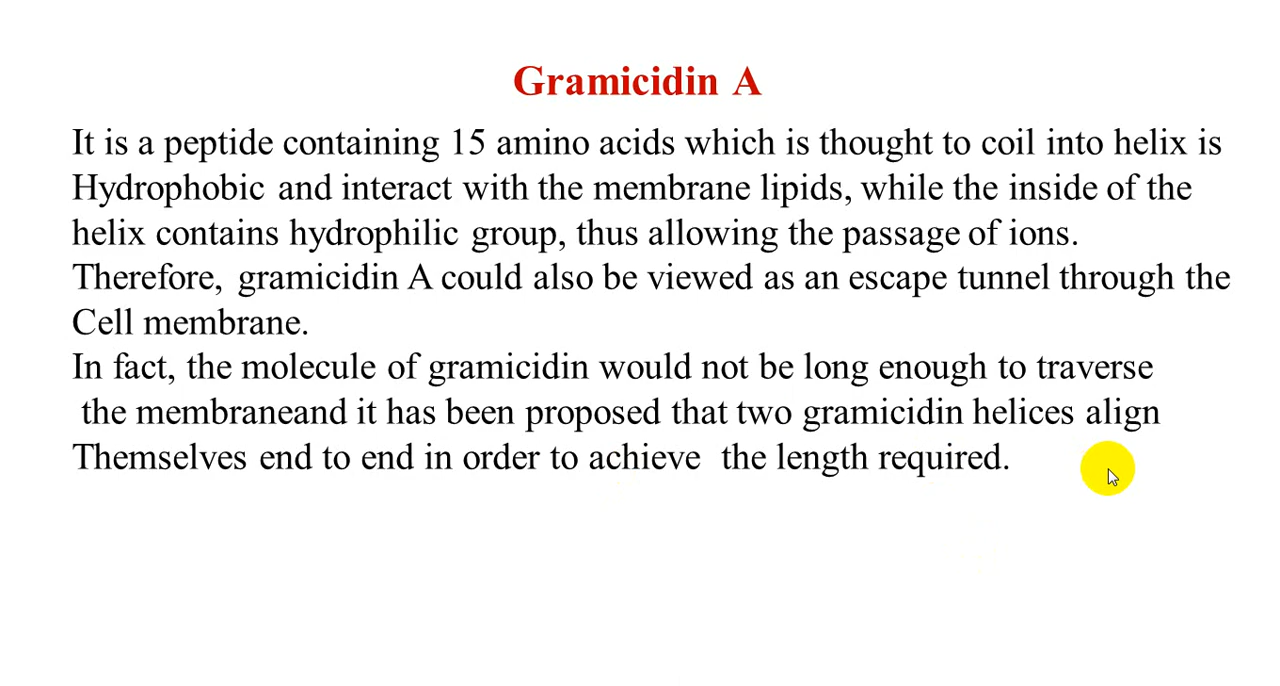 Gramicidin A
It is a peptide containing 15 amino acids which is thought to coil into helix is
Hydrophobic and interact with the membrane lipids, while the inside of the
helix contains hydrophilic group, thus allowing the passage of ions.
Therefore, gramicidin A could also be viewed as an escape tunnel through the
Cell membrane.
In fact, the molecule of gramicidin would not be long enough to traverse
the membraneand it has been proposed that two gramicidin helices align
Themselves end to end in order to achieve the length required.